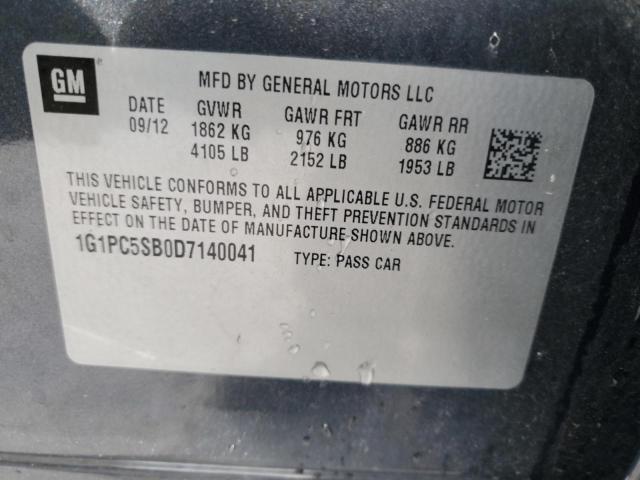 GM
MFD BY GENERAL MOTORS LLC
DATE GVWR GAWR FRT GAWR RR
09/12 1862 KG 976 KG 886 KG
4105 LB 2152 LB 1953 LB
THIS VEHICLE CONFORMS TO ALL APPLICABLE U.S. FEDERAL MOTOR
VEHICLE SAFETY, BUMPER, AND THEFT PREVENTION STANDARDS IN
EFFECT ON THE DATE OF MANUFACTURE SHOWN ABOVE.
1G1PC5SB0D7140041 TYPE: PASS CAR